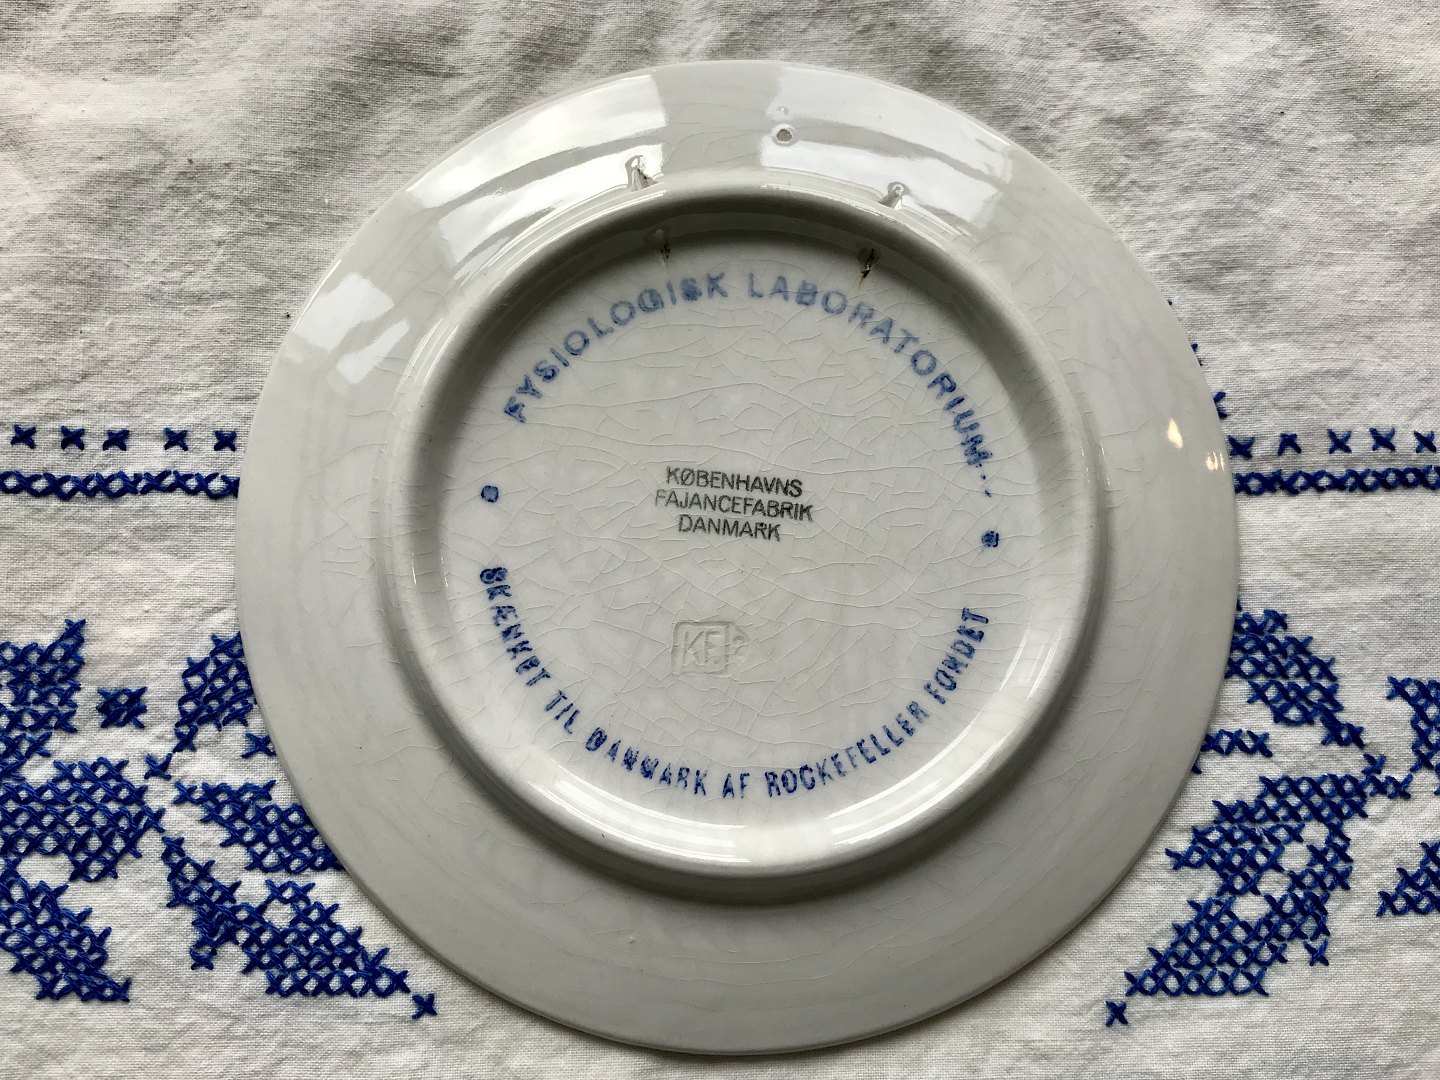 FYSIOLOGISK LABORATORIUM..
KØBENHAVNS
FAJANCEFABRIK
DANMARK
KF.
SKÆNKET TIL DANMARK AF ROCKEFELLER FONDET